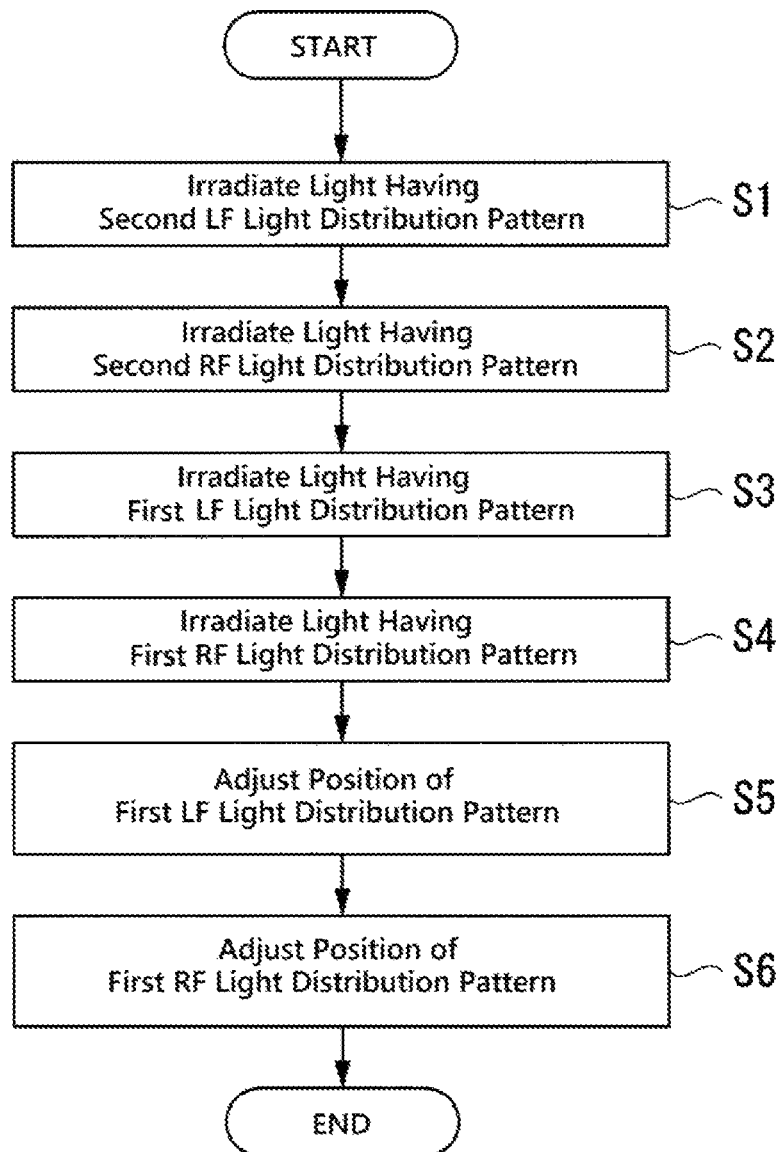 START
Irradiate Light Having
Second LF Light Distribution Pattern
S1
Irradiate Light Having
Second RF Light Distribution Pattern
S2
Irradiate Light Having
First LF Light Distribution Pattern
S3
Irradiate Light Having
First RF Light Distribution Pattern
S4
Adjust Position of
First LF Light Distribution Pattern
S5
Adjust Position of
First RF Light Distribution Pattern
S6
END